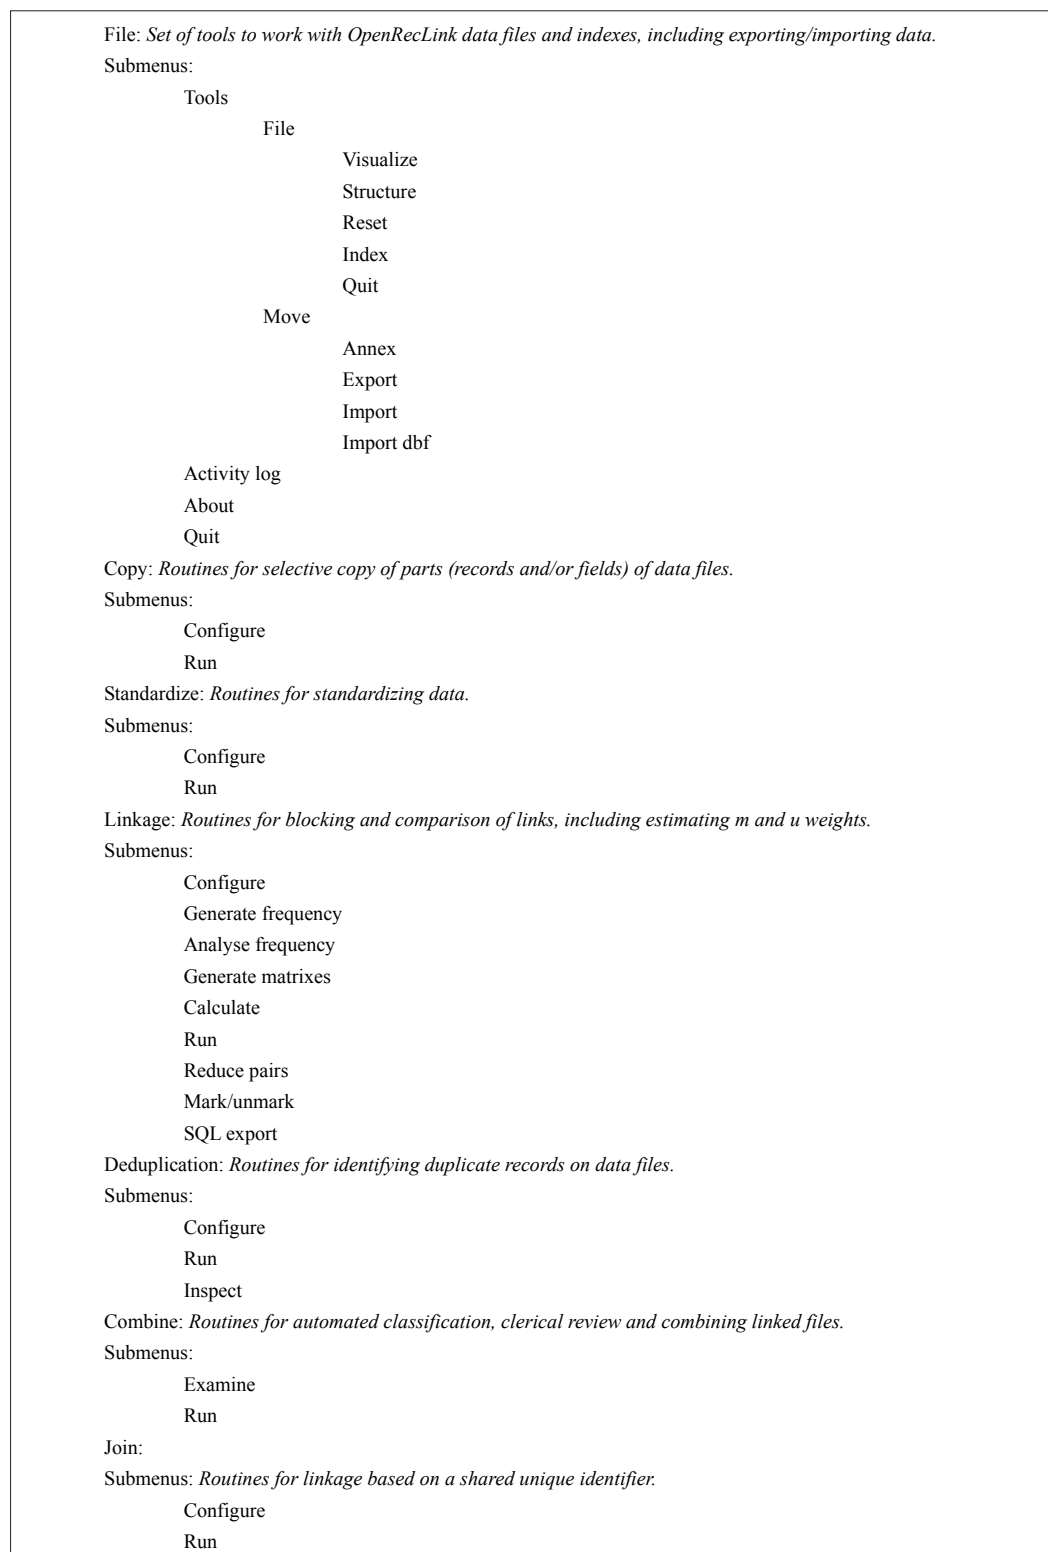 File: Set of tools to work with OpenRecLink data files and indexes, including exporting/importing data.
Submenus:
Tools
File
Visualize
Structure
Reset
Index
Quit
Move
Annex
Export
Import
Import dbf
Activity log
About
Quit
Copy: Routines for selective copy of parts (records and/or fields) of data files.
Submenus:
Configure
Run
Standardize: Routines for standardizing data.
Submenus:
Configure
Run
Linkage: Routines for blocking and comparison of links, including estimating m and u weights.
Submenus:
Configure
Generate frequency
Analyse frequency
Generate matrixes
Calculate
Run
Reduce pairs
Mark/unmark
SQL export
Deduplication: Routines for identifying duplicate records on data files.
Submenus:
Configure
Run
Inspect
Combine: Routines for automated classification, clerical review and combining linked files.
Submenus:
Examine
Run
Join:
Submenus: Routines for linkage based on a shared unique identifier.
Configure
Run